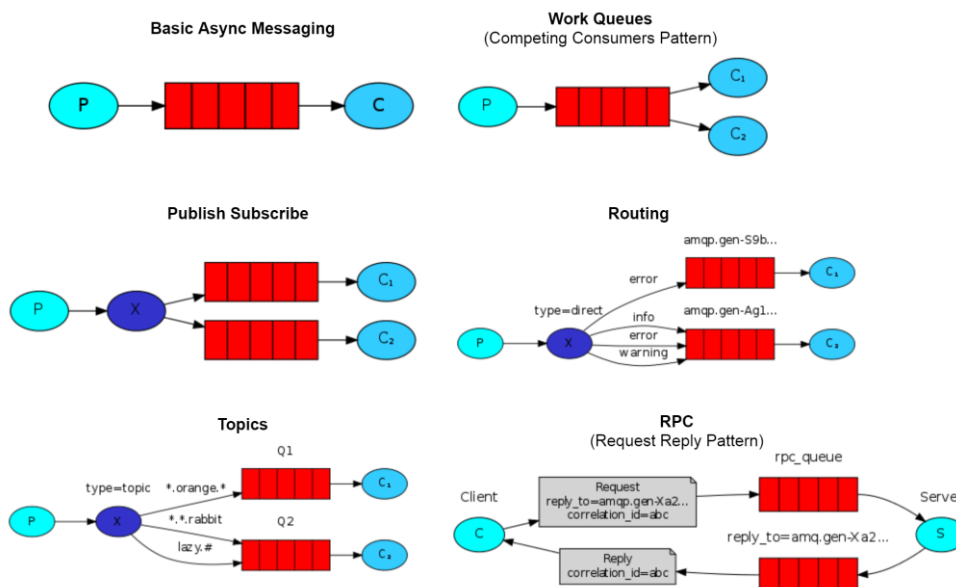 Basic Async Messaging
P
C
Work Queues
(Competing Consumers Pattern)
P
C₁
C₂
Publish Subscribe
P
X
C₁
C₂
Routing
amqp.gen-S9b...
error
C₁
type=direct
info
amqp.gen-Ag1...
error
warning
P
X
C₂
Topics
Q1
type=topic
*.orange.*
C₁
*.*.rabbit
Q2
P
X
lazy.#
C₂
RPC
(Request Reply Pattern)
rpc_queue
Client
Request
reply_to=amqp.gen-Xa2...
correlation_id=abc
Serve
C
S
reply_to=amq.gen-Xa2...
Reply
correlation_id=abc